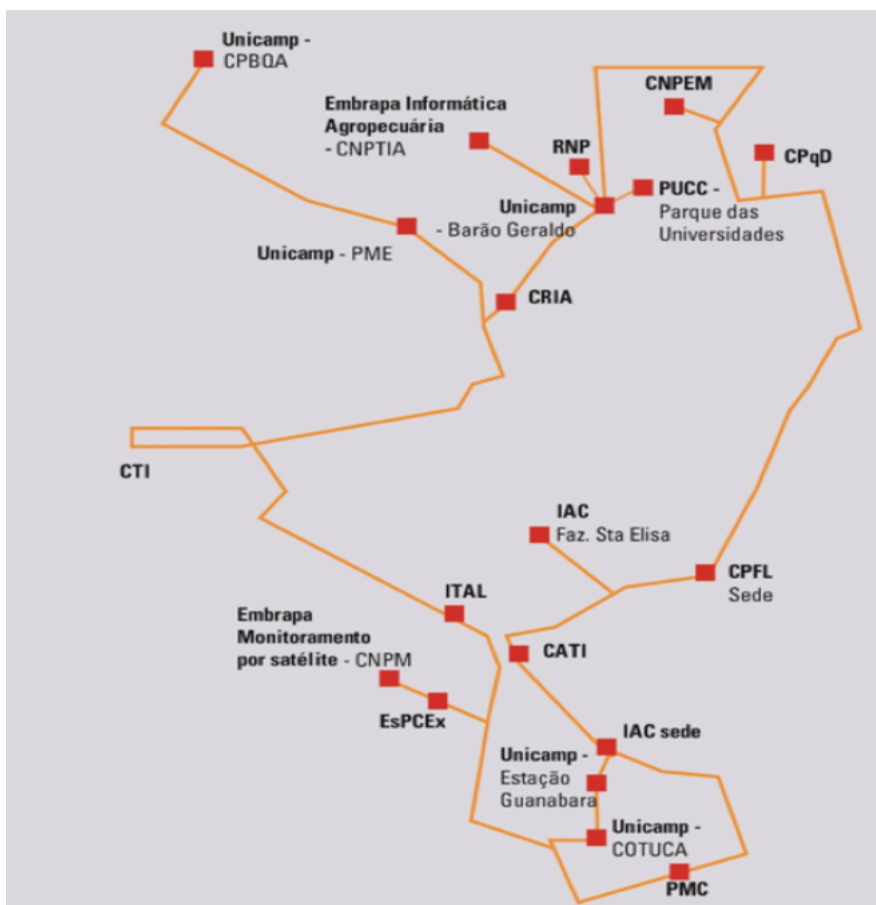 Unicamp -
CPBQA
CNPEM
Embrapa Informática
Agropecuária
- CNPTIA
RNP
CPqD
PUCC -
Parque das
Universidades
Unicamp
- Barão Geraldo
Unicamp - PME
CRIA
CTI
IAC
Faz. Sta Elisa
CPFL
Sede
ITAL
Embrapa
Monitoramento
por satélite - CNPM
CATI
EsPCEx
IAC sede
Unicamp -
Estação
Guanabara
Unicamp -
COTUCA
PMC